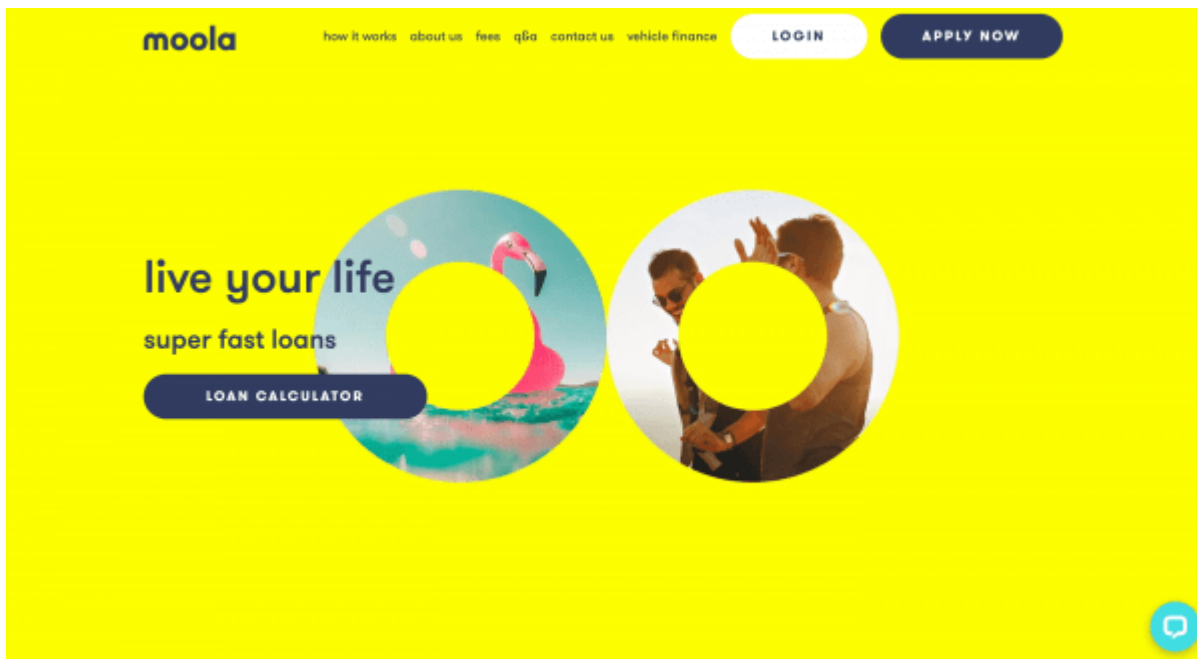 moola
how it works about us fees q&a contact us vehicle finance LOGIN APPLY NOW
live your life
super fast loans
LOAN CALCULATOR